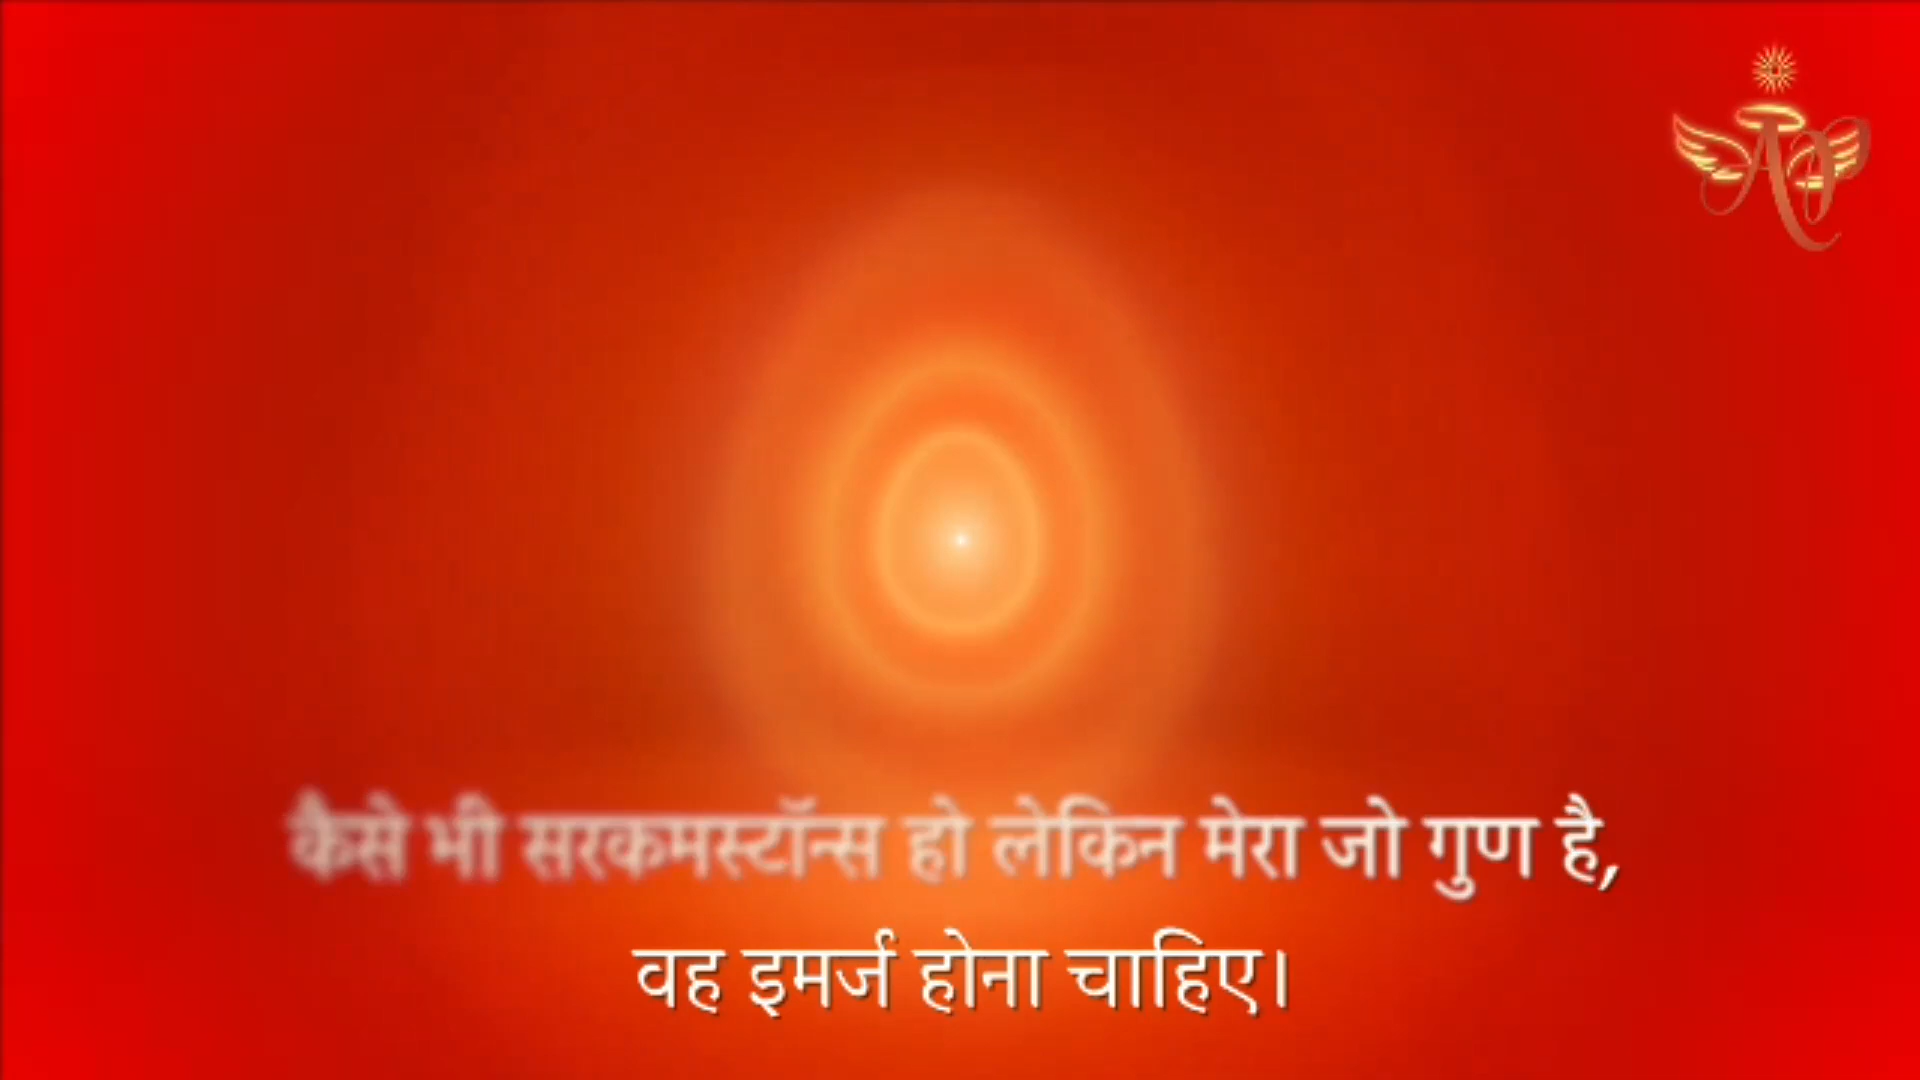 कैसे भी सरकमस्टॉन्स हो लेकिन मेरा जो गुण है,
वह इमर्ज होना चाहिए।